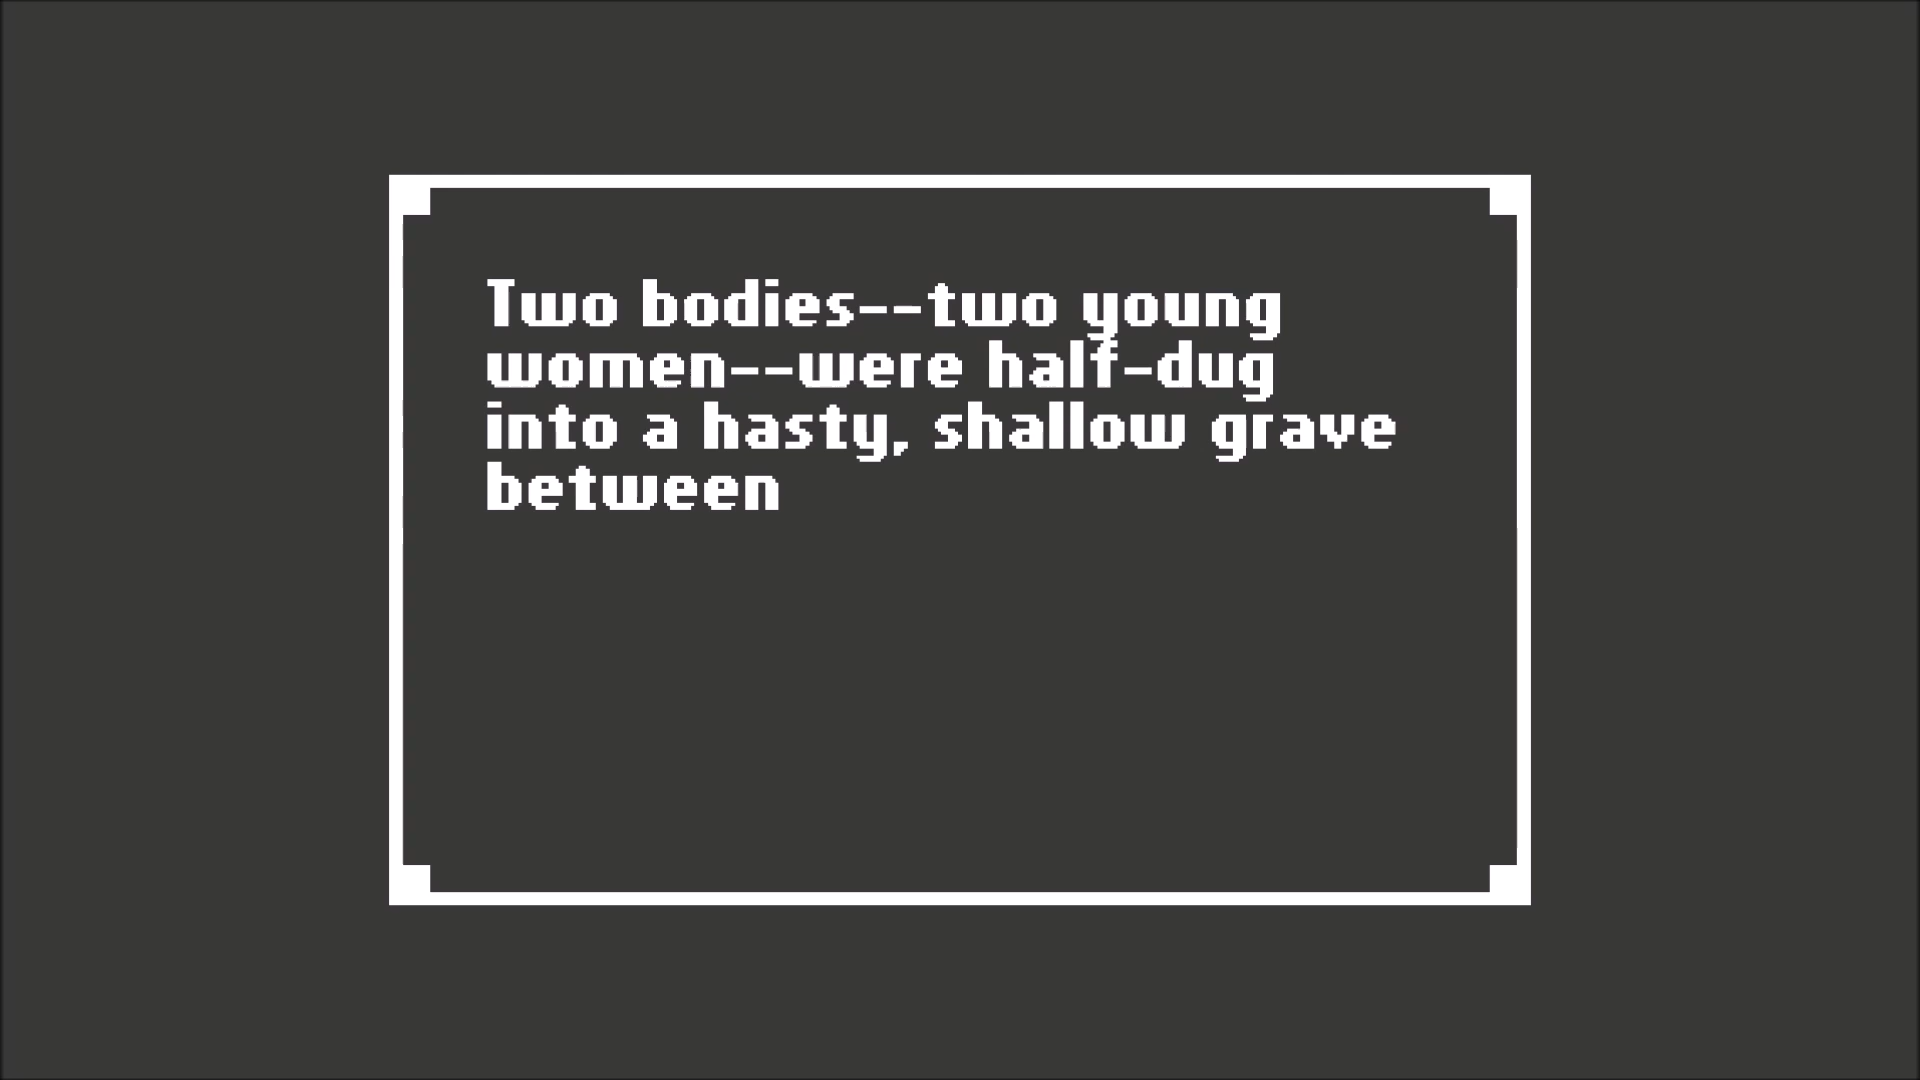 Two bodies--two young
women--were half-dug
into a hasty, shallow grave
between